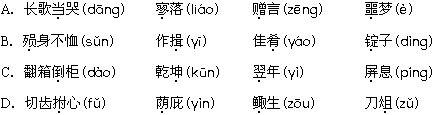 A. 长歌当哭(dāng) 寥落(liáo) 赠言(zēng) 噩梦(è)
B. 殒身不恤(sǔn) 作揖(yī) 佳肴(yáo) 锭子(dìng)
C. 翻箱倒柜(dào) 乾坤(kūn) 翌年(yì) 屏息(píng)
D. 切齿拊心(fǔ) 荫庇(yìn) 鲰生(zōu) 刀俎(zǔ)